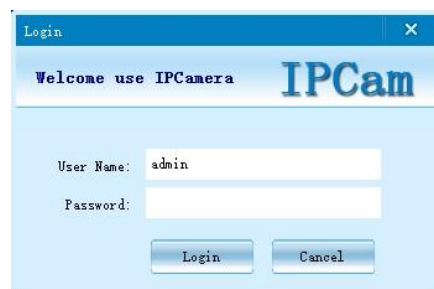 Login
Welcome use IPCamera
IPCam
User Name: admin
Password:
Login Cancel